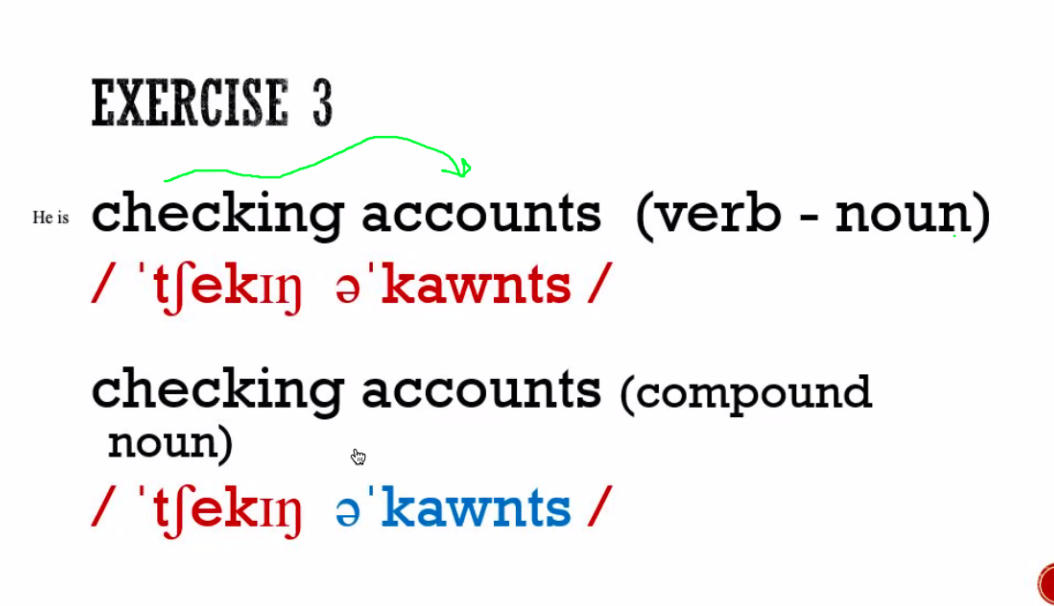 EXERCISE 3
He is checking accounts (verb - noun)
/ ˈtʃekɪŋ əˈkawnts /
checking accounts (compound
noun)
/ ˈtʃekɪŋ əˈkawnts /